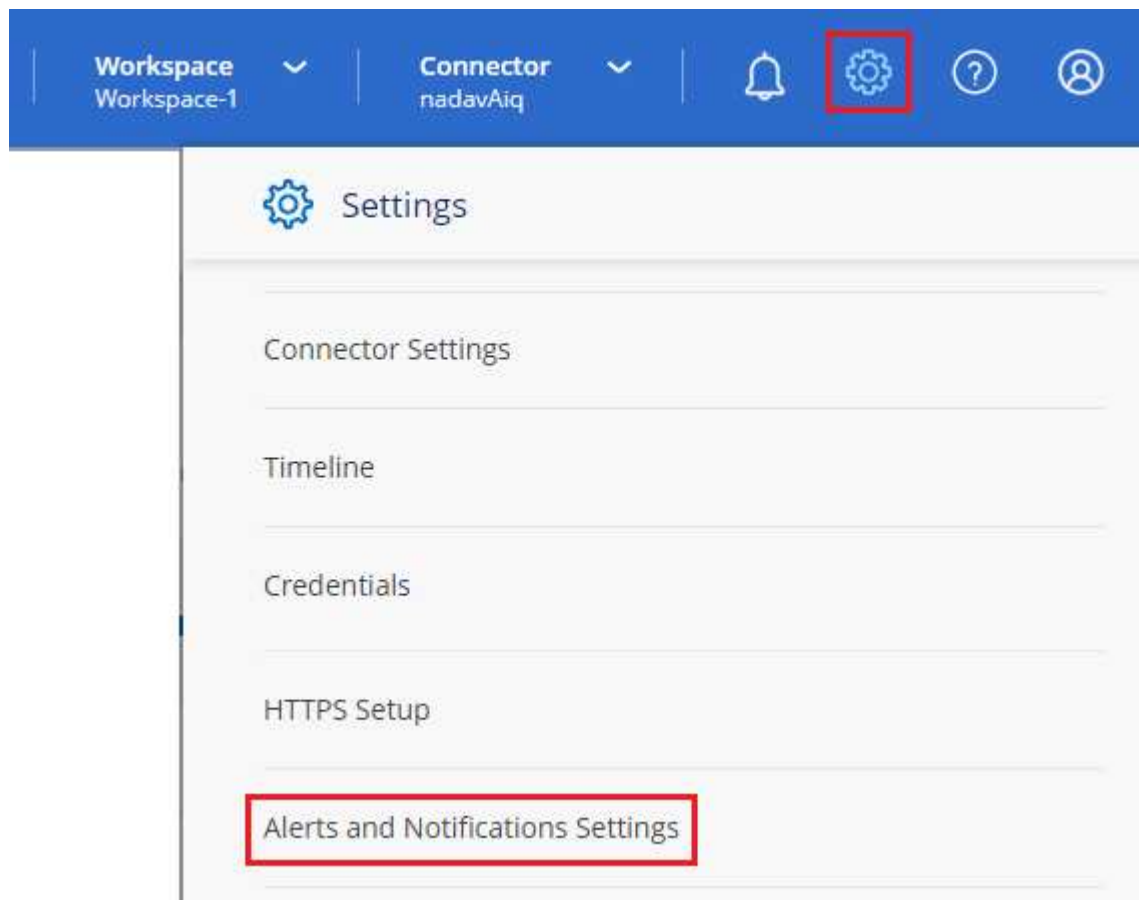 Workspace
Workspace-1
Connector
nadavAiq
Settings
Connector Settings
Timeline
Credentials
HTTPS Setup
Alerts and Notifications Settings